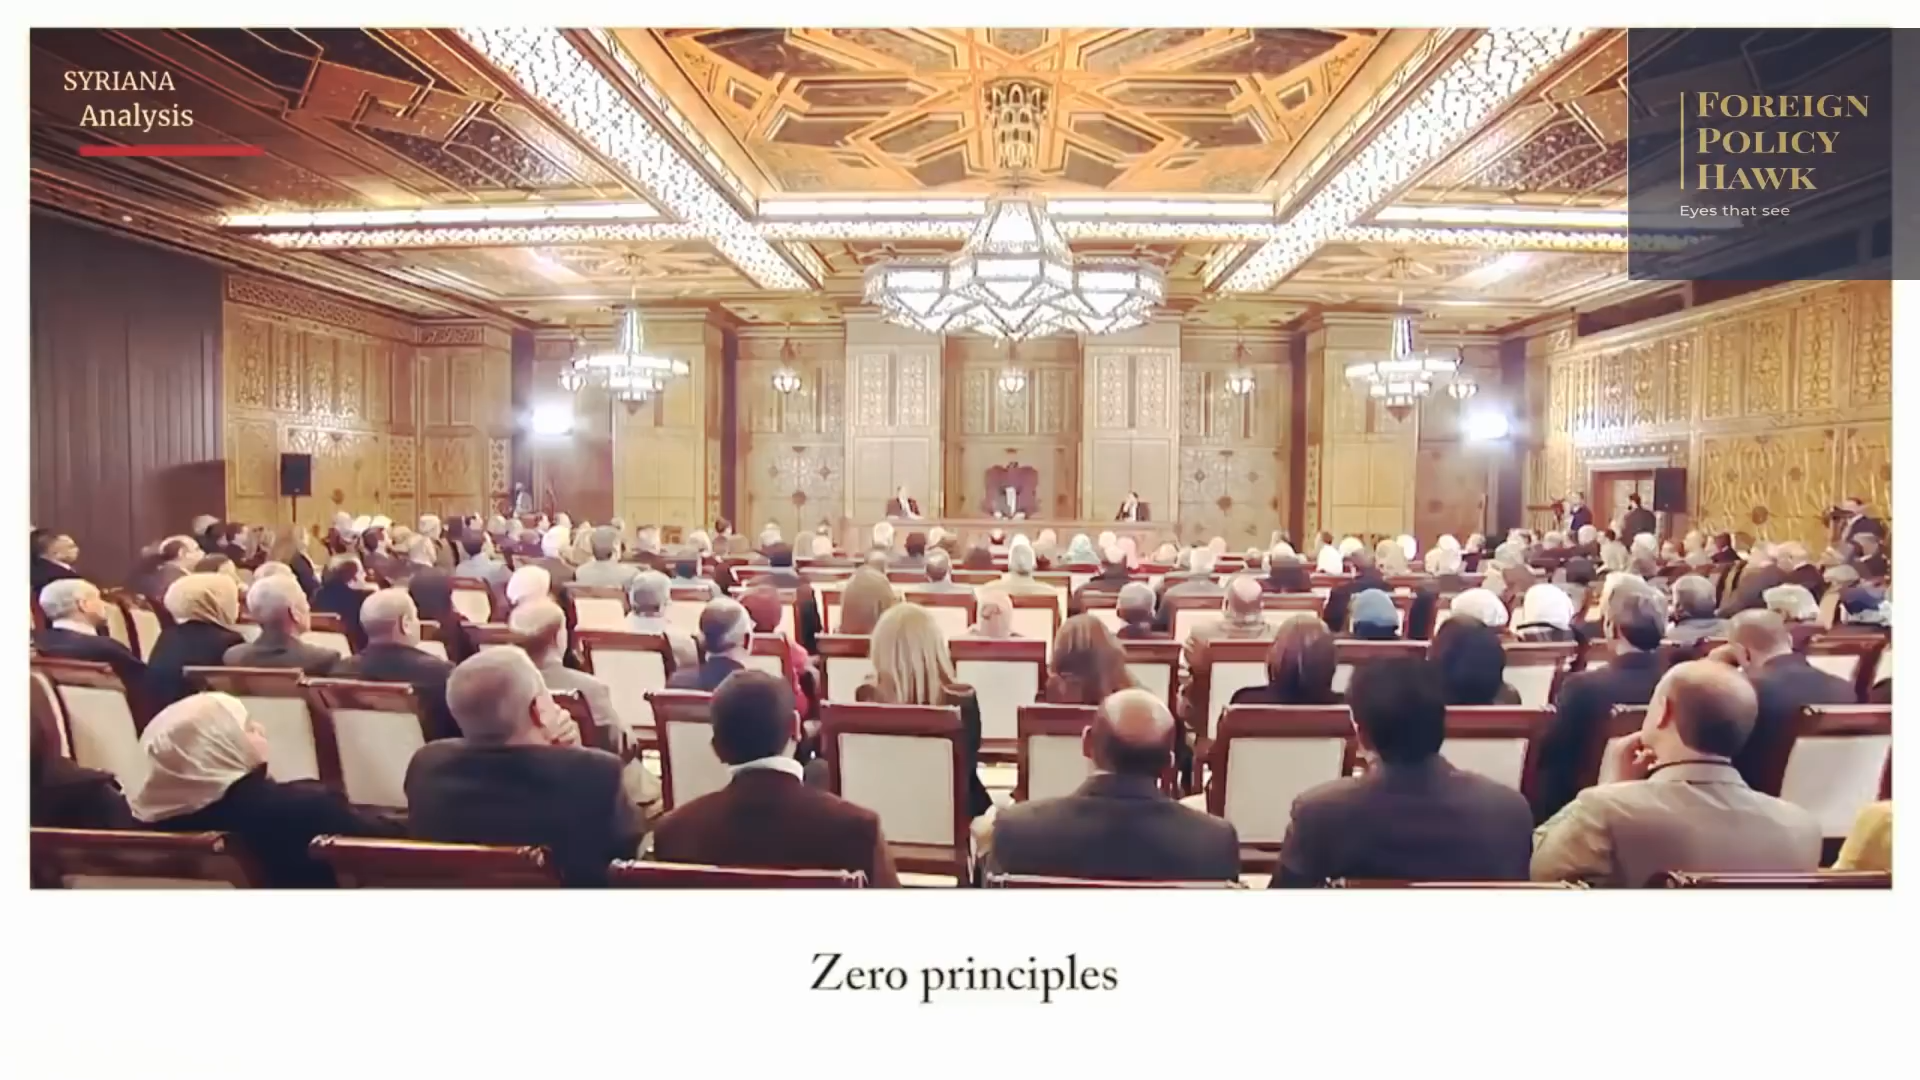 SYRIANA
Analysis
FOREIGN
POLICY
HAWK
Eyes that see
Zero principles